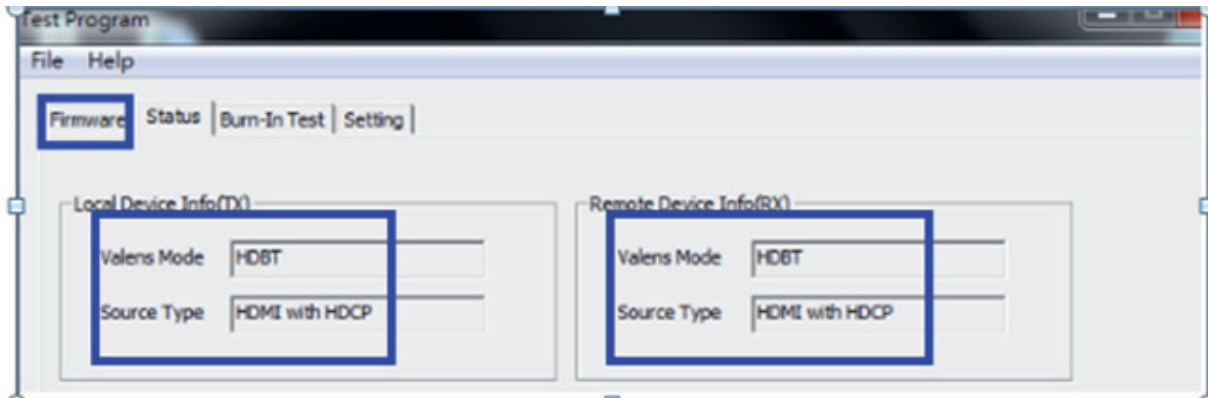 Test Program
File Help
Firmware Status Burn-In Test Setting
Local Device Info(TX)
Valens Mode HDBT
Source Type HDMI with HDCP
Remote Device Info(RX)
Valens Mode HDBT
Source Type HDMI with HDCP